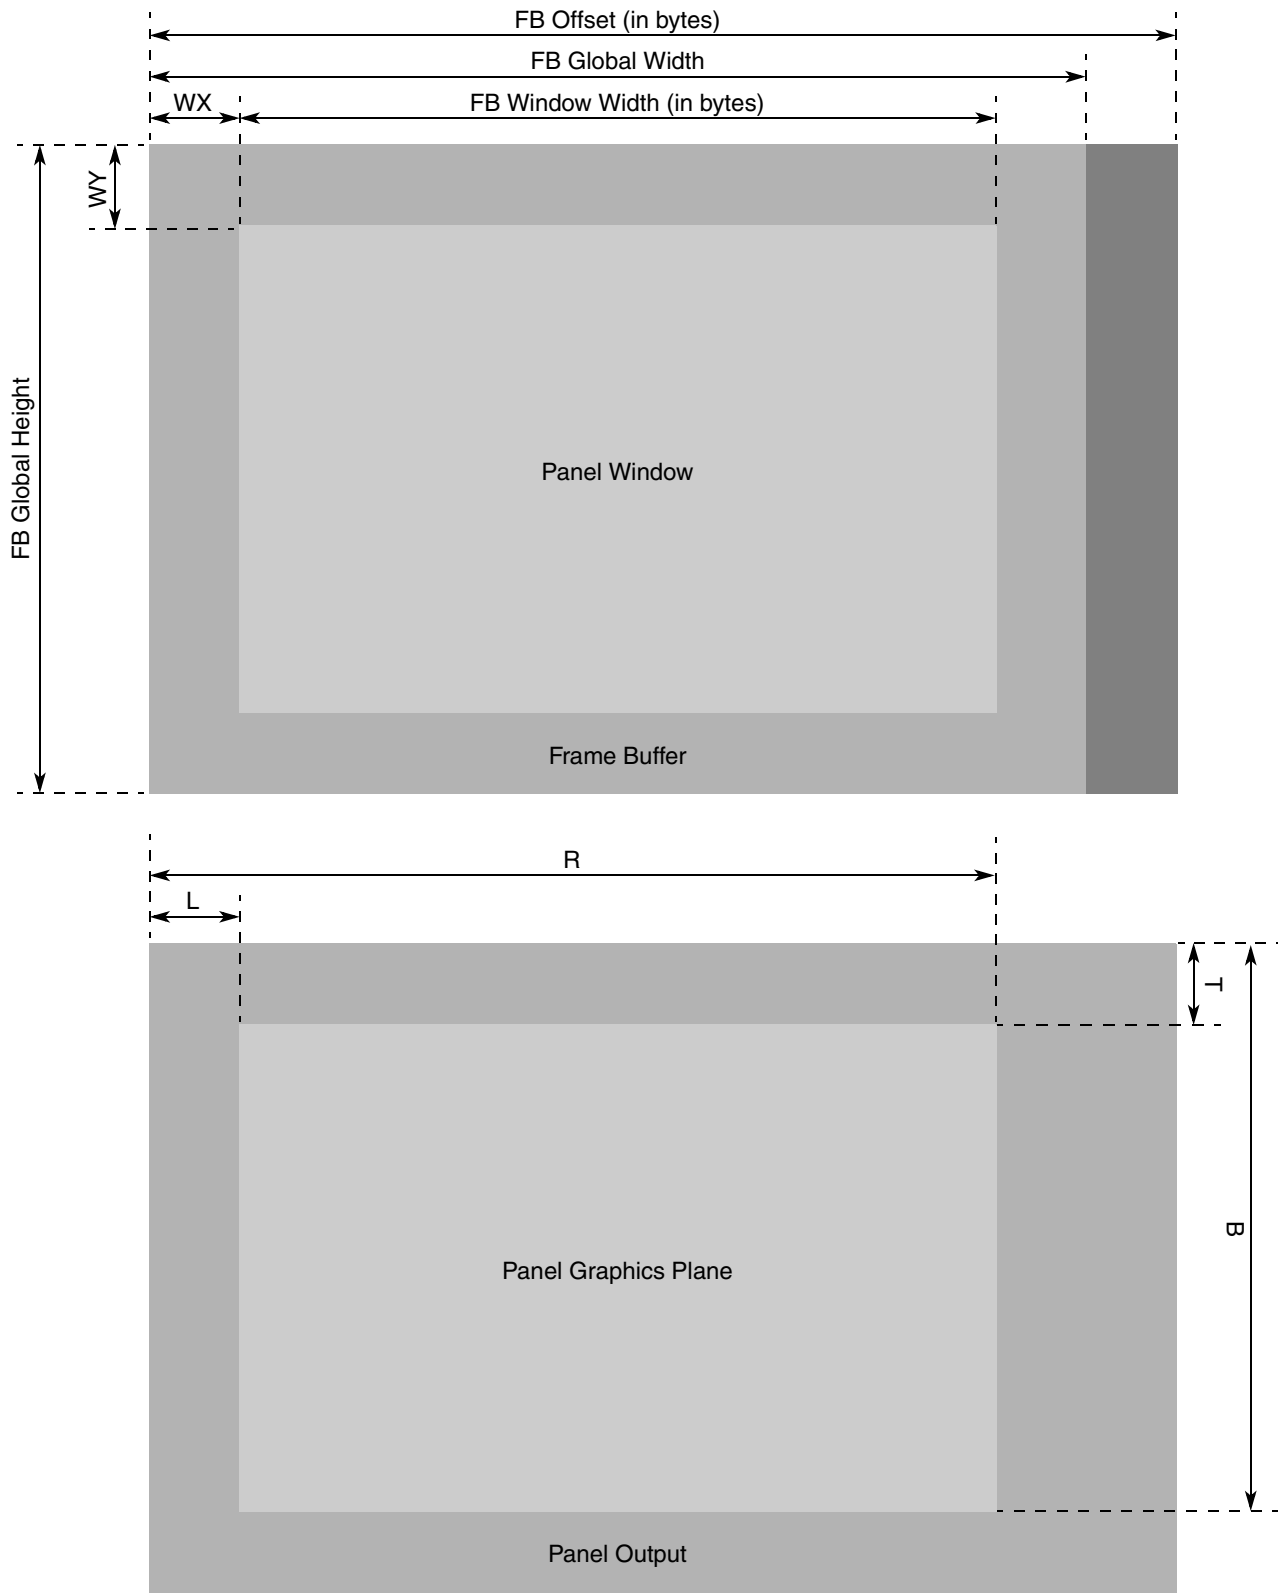 FB Offset (in bytes)
FB Global Width
WX
FB Window Width (in bytes)
WY
FB Global Height
Panel Window
Frame Buffer
R
L
T
B
Panel Graphics Plane
Panel Output